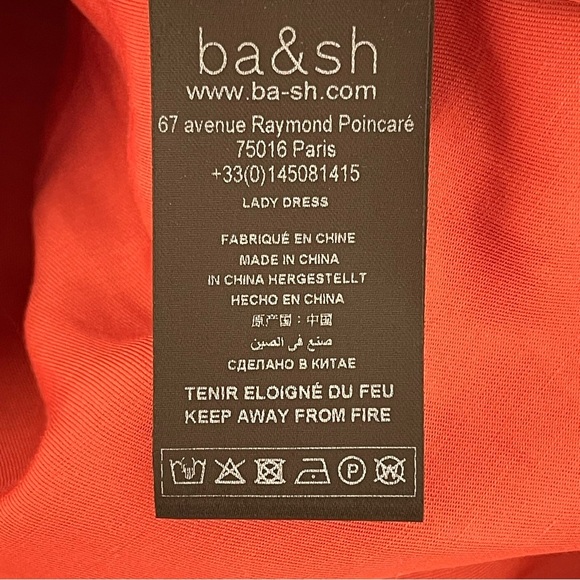 ba&sh
www.ba-sh.com
67 avenue Raymond Poincaré
75016 Paris
+33(0)145081415
LADY DRESS
FABRIQUÉ EN CHINE
MADE IN CHINA
IN CHINA HERGESTELLT
HECHO EN CHINA
原产国：中国
صنع في الصين
СДЕЛАНО В КИТАЕ
TENIR ELOIGNÉ DU FEU
KEEP AWAY FROM FIRE
P W